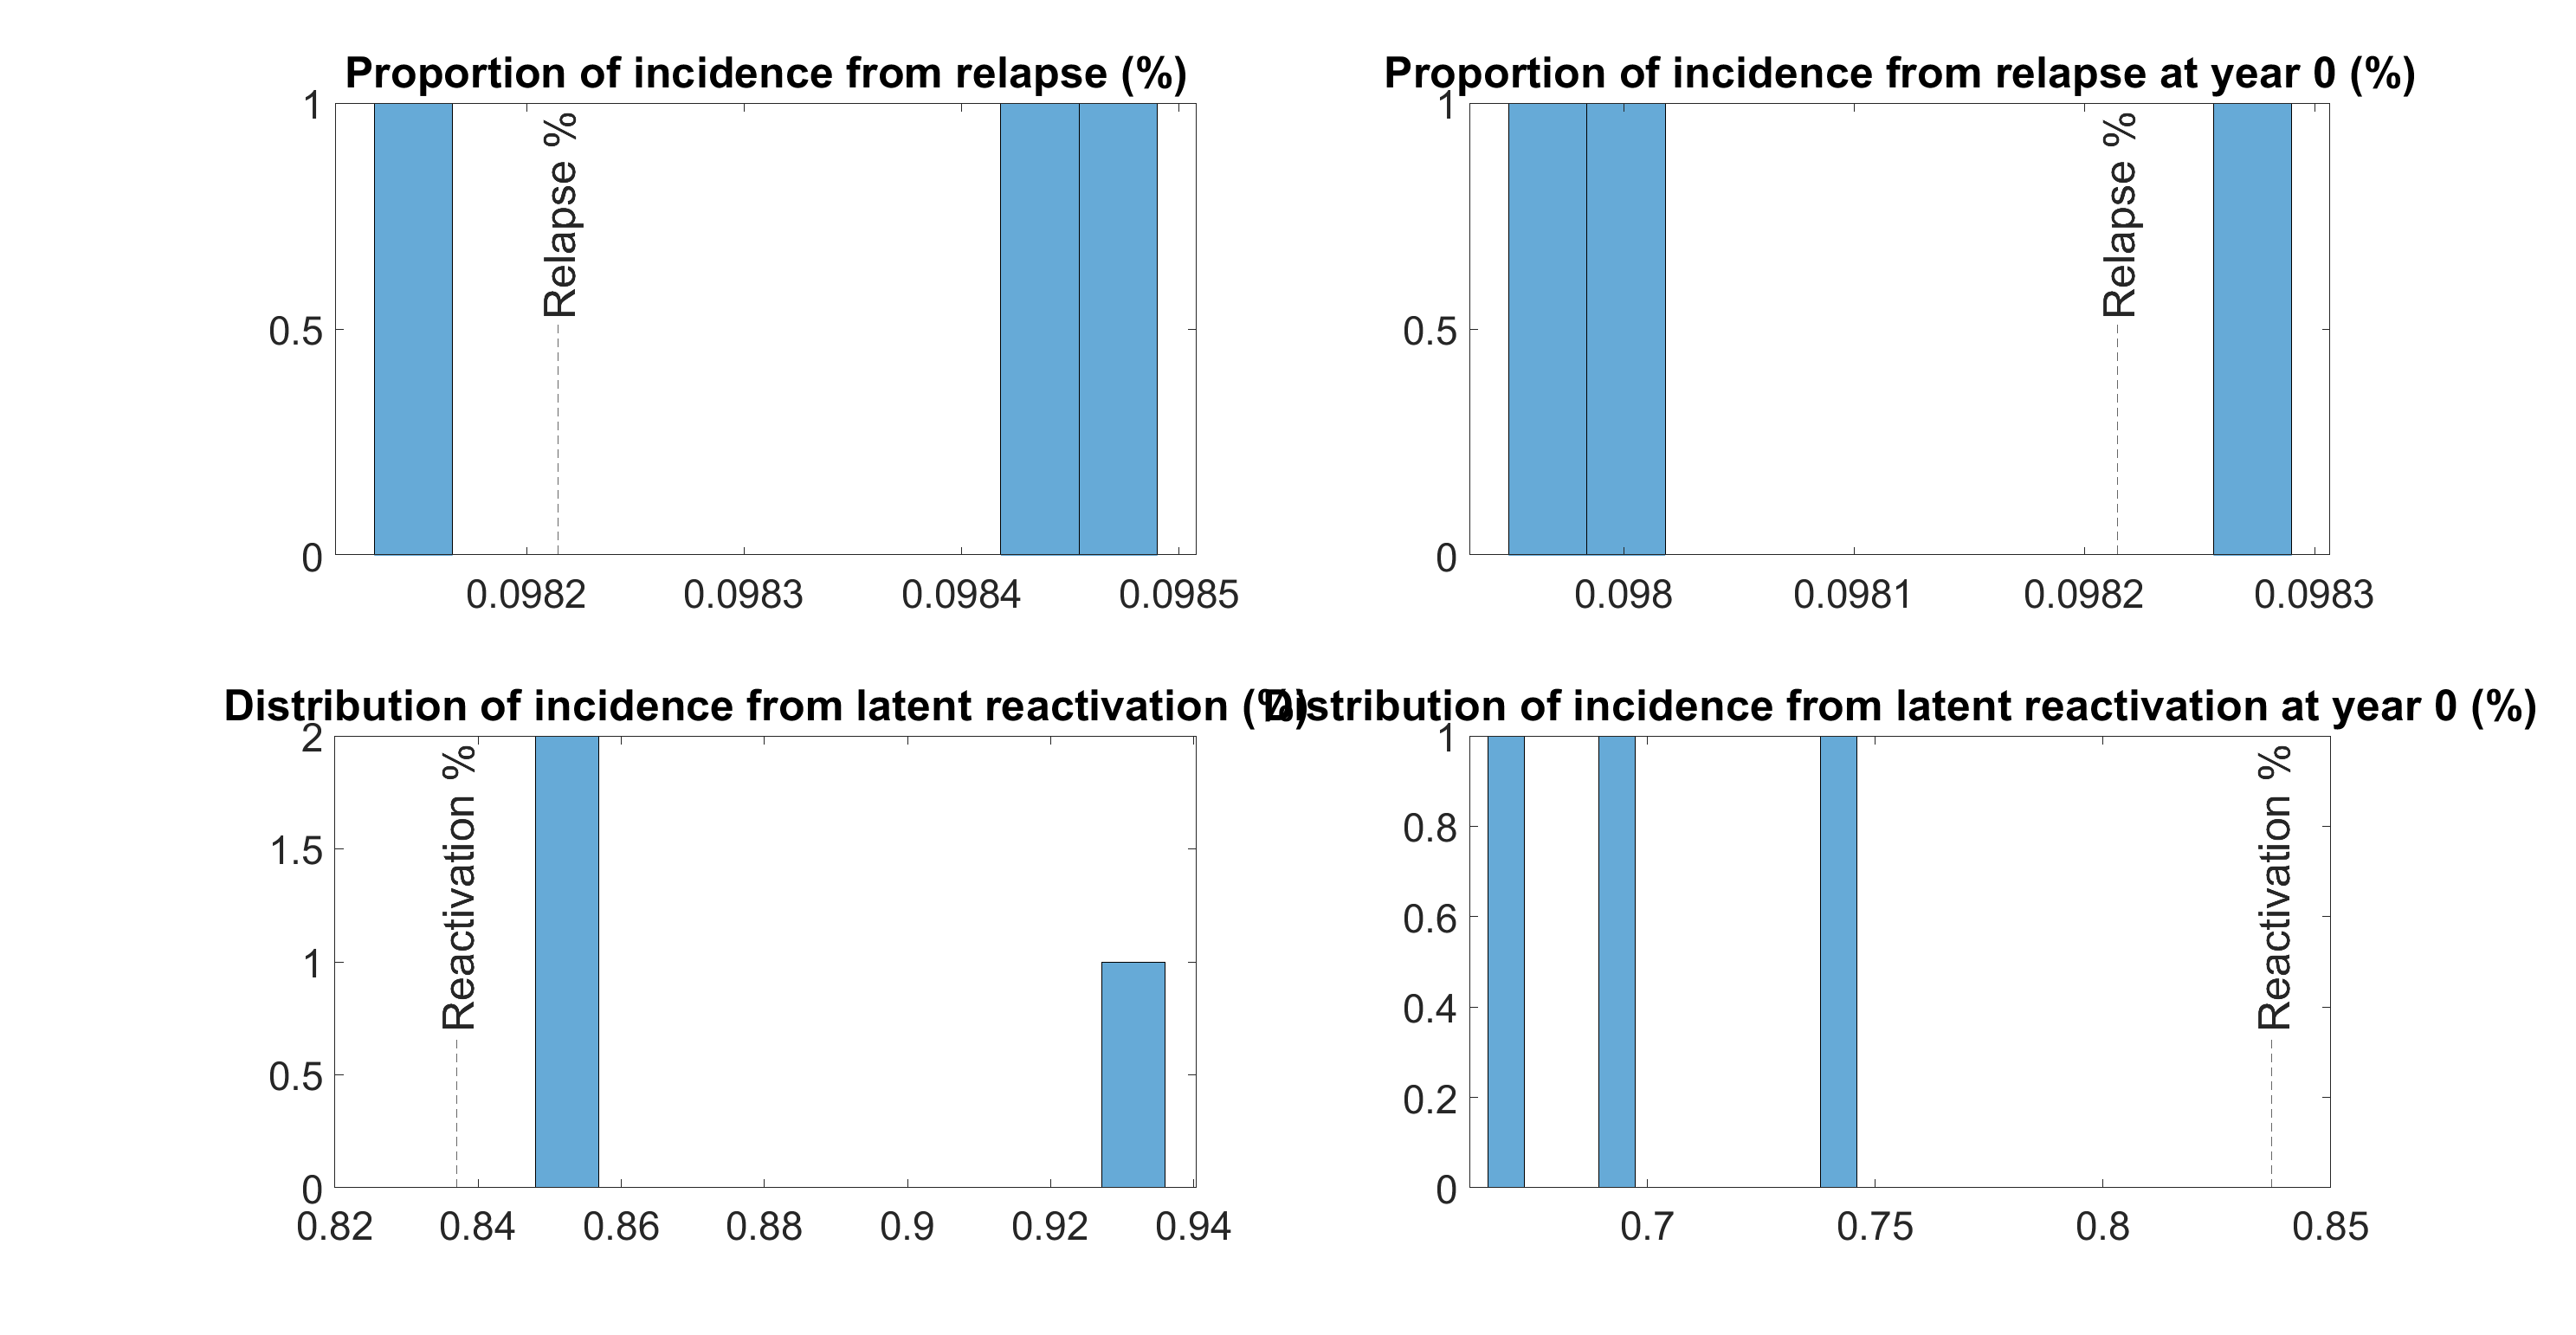 Proportion of incidence from relapse (%)
1
0.5
0
Relapse %
0.0982 0.0983 0.0984 0.0985
Proportion of incidence from relapse at year 0 (%)
1
0.5
0
Relapse %
0.098 0.0981 0.0982 0.0983
Distribution of incidence from latent reactivation (%)
2
1.5
1
0.5
0
Reactivation %
0.82 0.84 0.86 0.88 0.9 0.92 0.94
Distribution of incidence from latent reactivation at year 0 (%)
1
0.8
0.6
0.4
0.2
0
Reactivation %
0.7 0.75 0.8 0.85